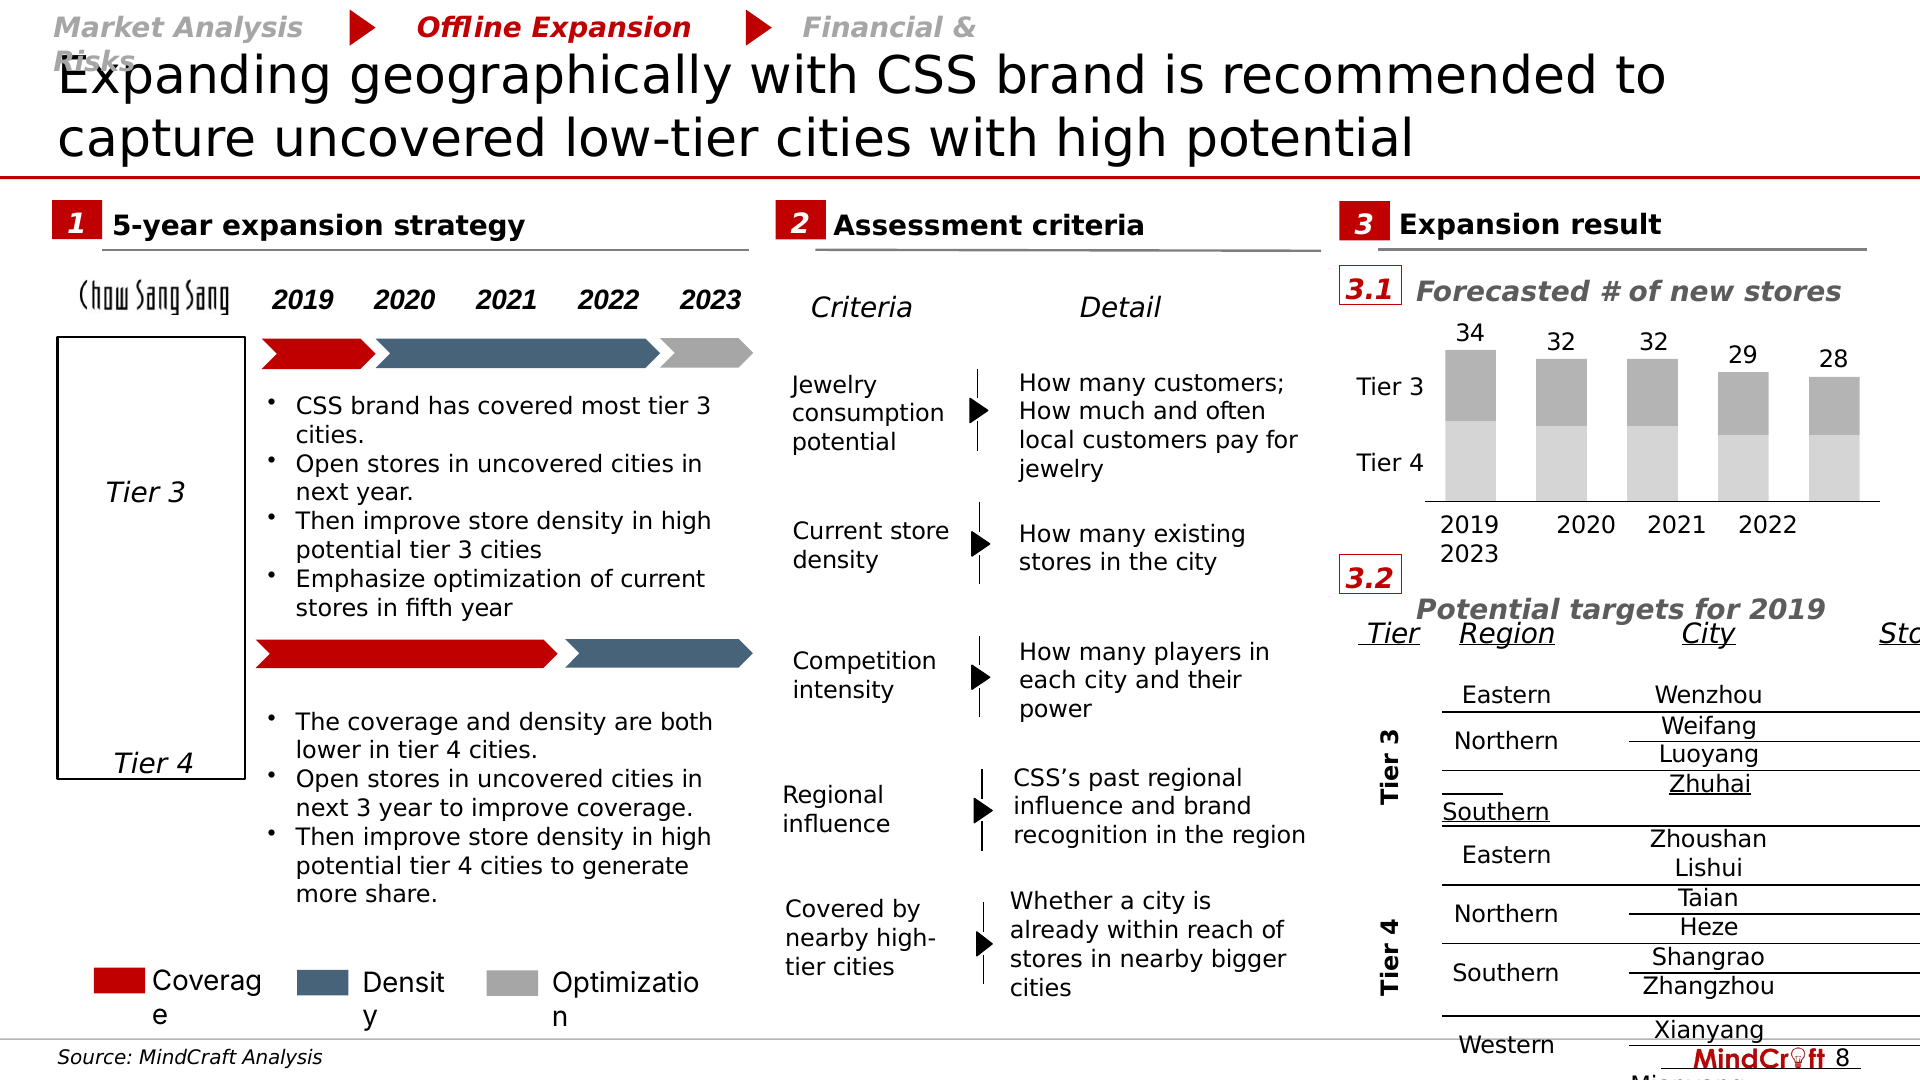 Market Analysis
Offline Expansion
Financial &
Risks
Expanding geographically with CSS brand is recommended to
capture uncovered low-tier cities with high potential
1
5-year expansion strategy
Chow Sang Sang
2019 2020 2021 2022 2023
Tier 3
• CSS brand has covered most tier 3
cities.
• Open stores in uncovered cities in
next year.
• Then improve store density in high
potential tier 3 cities
• Emphasize optimization of current
stores in fifth year
Tier 4
• The coverage and density are both
lower in tier 4 cities.
• Open stores in uncovered cities in
next 3 year to improve coverage.
• Then improve store density in high
potential tier 4 cities to generate
more share.
Coverag
e
Densit
y
Optimizatio
n
2
Assessment criteria
Criteria
Detail
Jewelry
consumption
potential
How many customers;
How much and often
local customers pay for
jewelry
Current store
density
How many existing
stores in the city
Competition
intensity
How many players in
each city and their
power
Regional
influence
CSS’s past regional
influence and brand
recognition in the region
Covered by
nearby high-
tier cities
Whether a city is
already within reach of
stores in nearby bigger
cities
3
Expansion result
3.1
Forecasted # of new stores
34 32 32 29 28
Tier 3
Tier 4
2019 2020 2021 2022
2023
3.2
Potential targets for 2019
Tier Region City Sto
Tier 3
Eastern
Wenzhou
Northern
Weifang
Luoyang
Zhuhai
Southern
Tier 4
Eastern
Zhoushan
Lishui
Northern
Taian
Heze
Southern
Shangrao
Zhangzhou
Western
Xianyang
Mianyang
Source: MindCraft Analysis
MindCraft
8